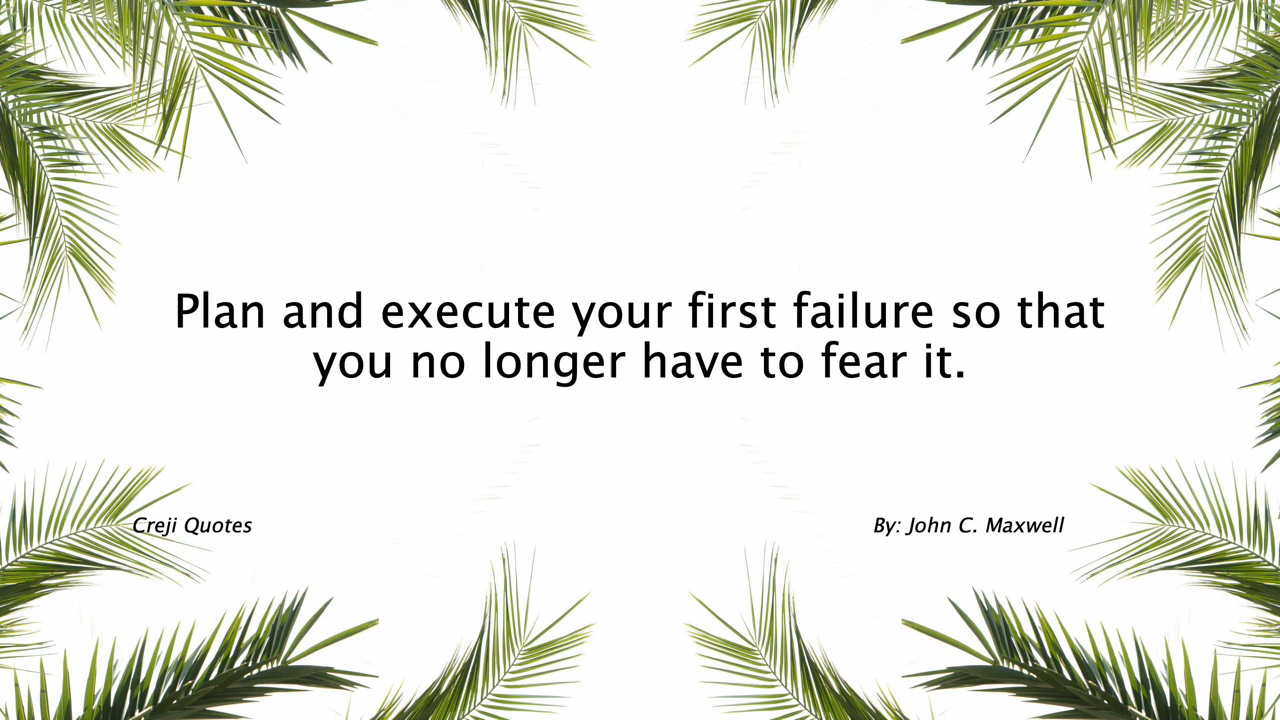 Plan and execute your first failure so that
you no longer have to fear it.
Creji Quotes
By: John C. Maxwell